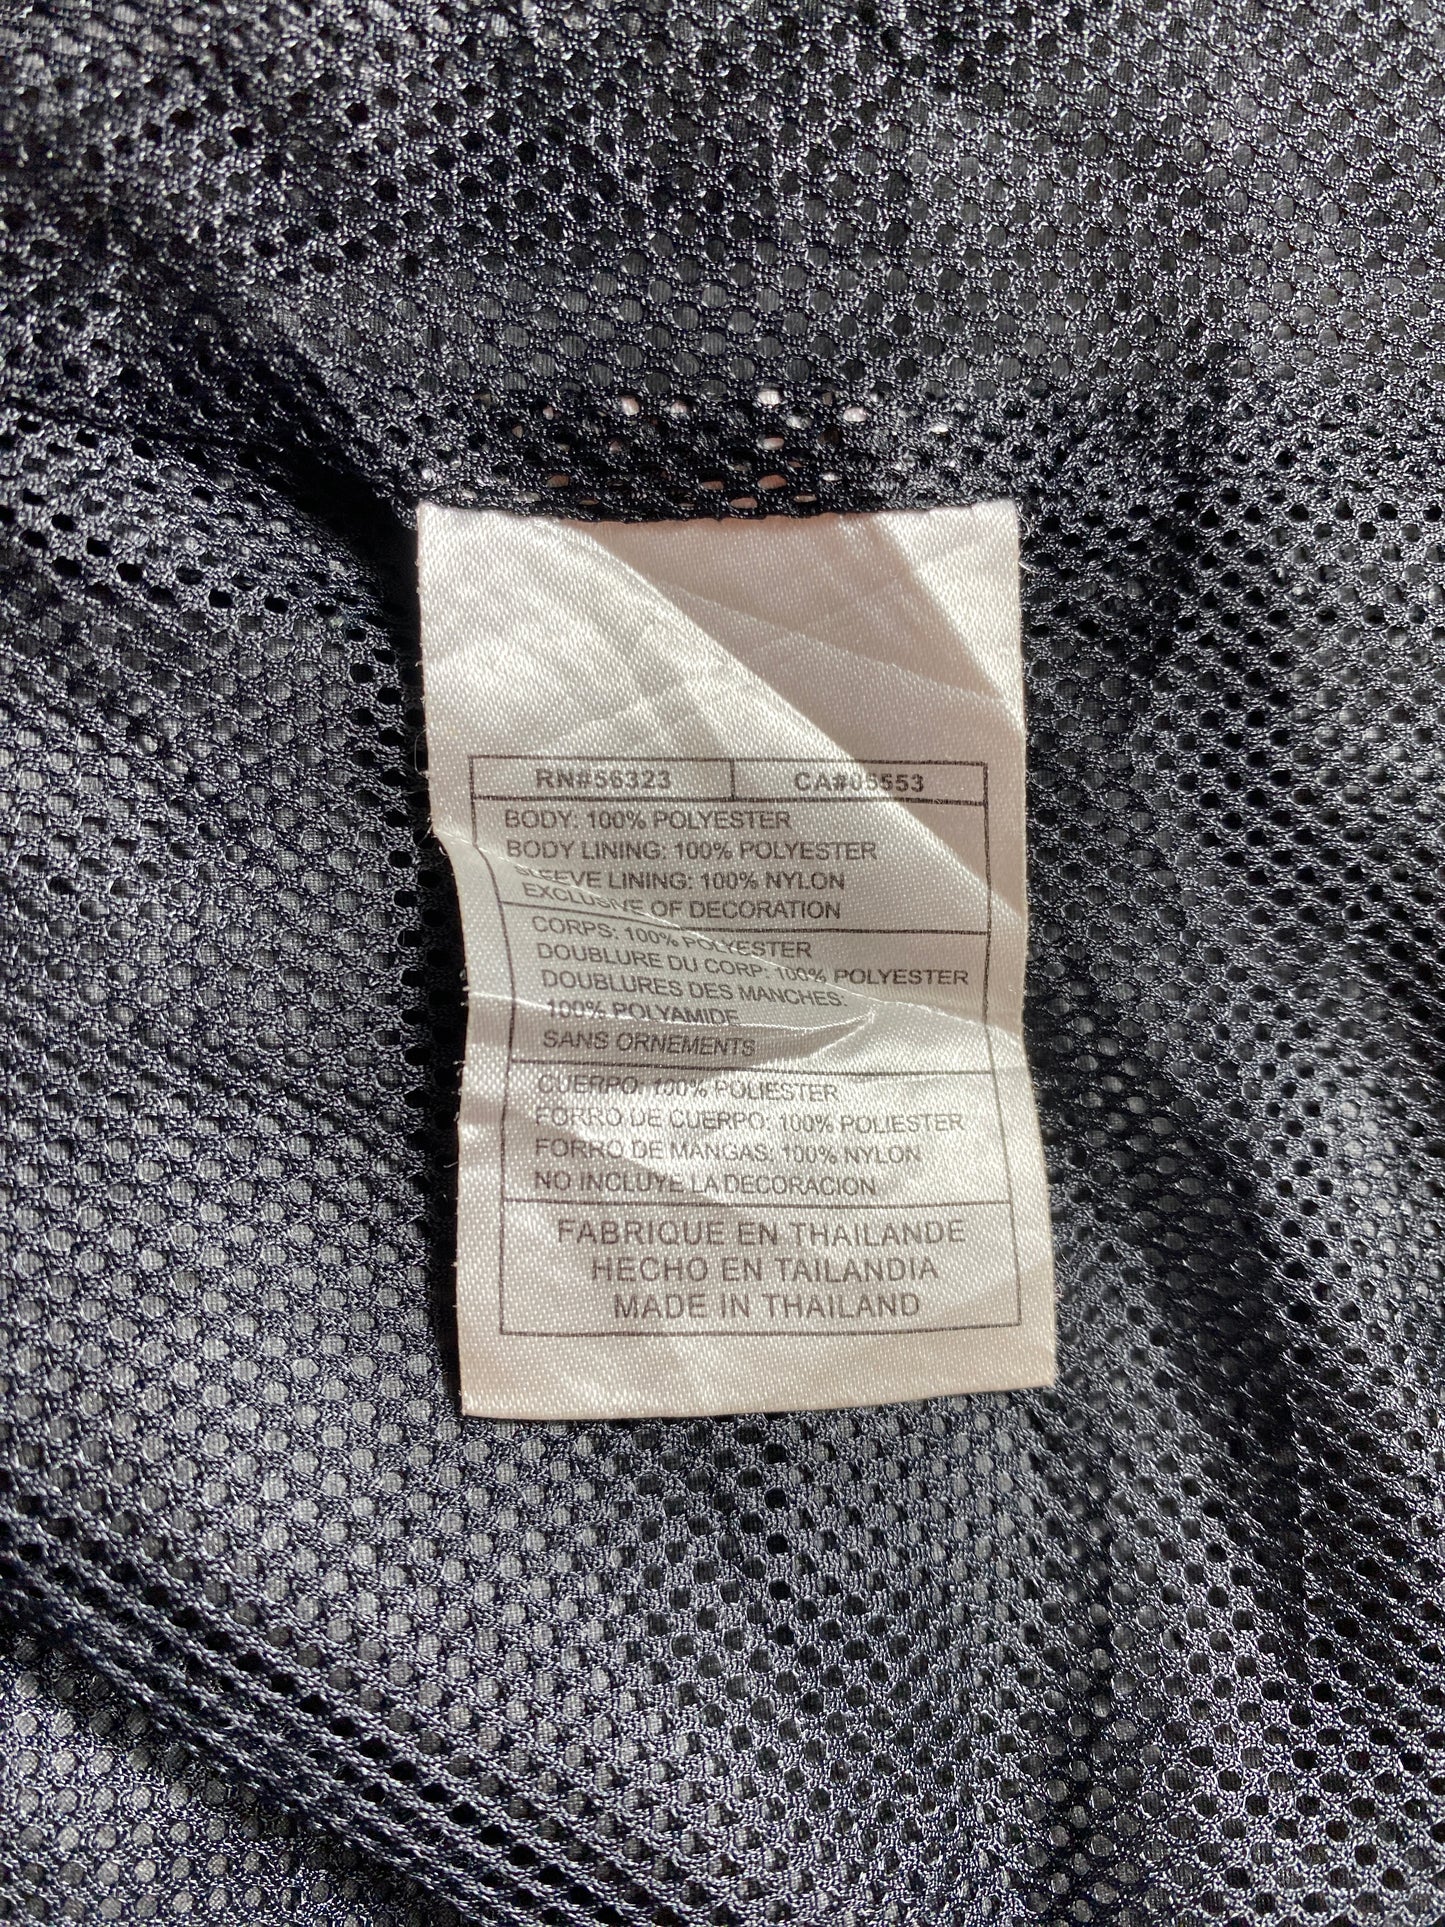 RN#56323 CA#05553
BODY: 100% POLYESTER
BODY LINING: 100% POLYESTER
SLEEVE LINING: 100% NYLON
EXCLUSIVE OF DECORATION
CORPS: 100% POLYESTER
DOUBLURE DU CORP: 100% POLYESTER
DOUBLURES DES MANCHES:
100% POLYAMIDE
SANS ORNEMENTS
CUERPO: 100% POLIESTER
FORRO DE CUERPO: 100% POLIESTER
FORRO DE MANGAS: 100% NYLON
NO INCLUYE LA DECORACION
FABRIQUE EN THAILANDE
HECHO EN TAILANDIA
MADE IN THAILAND